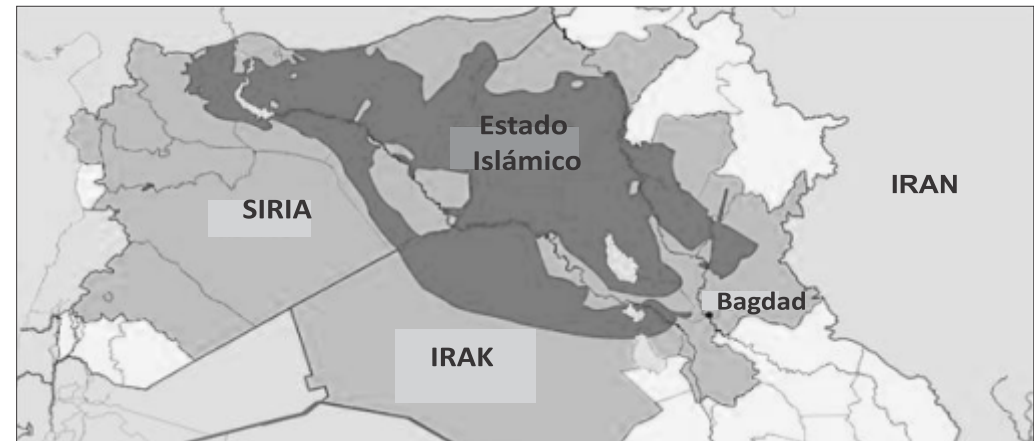 Estado
Islámico
IRAN
SIRIA
Bagdad
IRAK